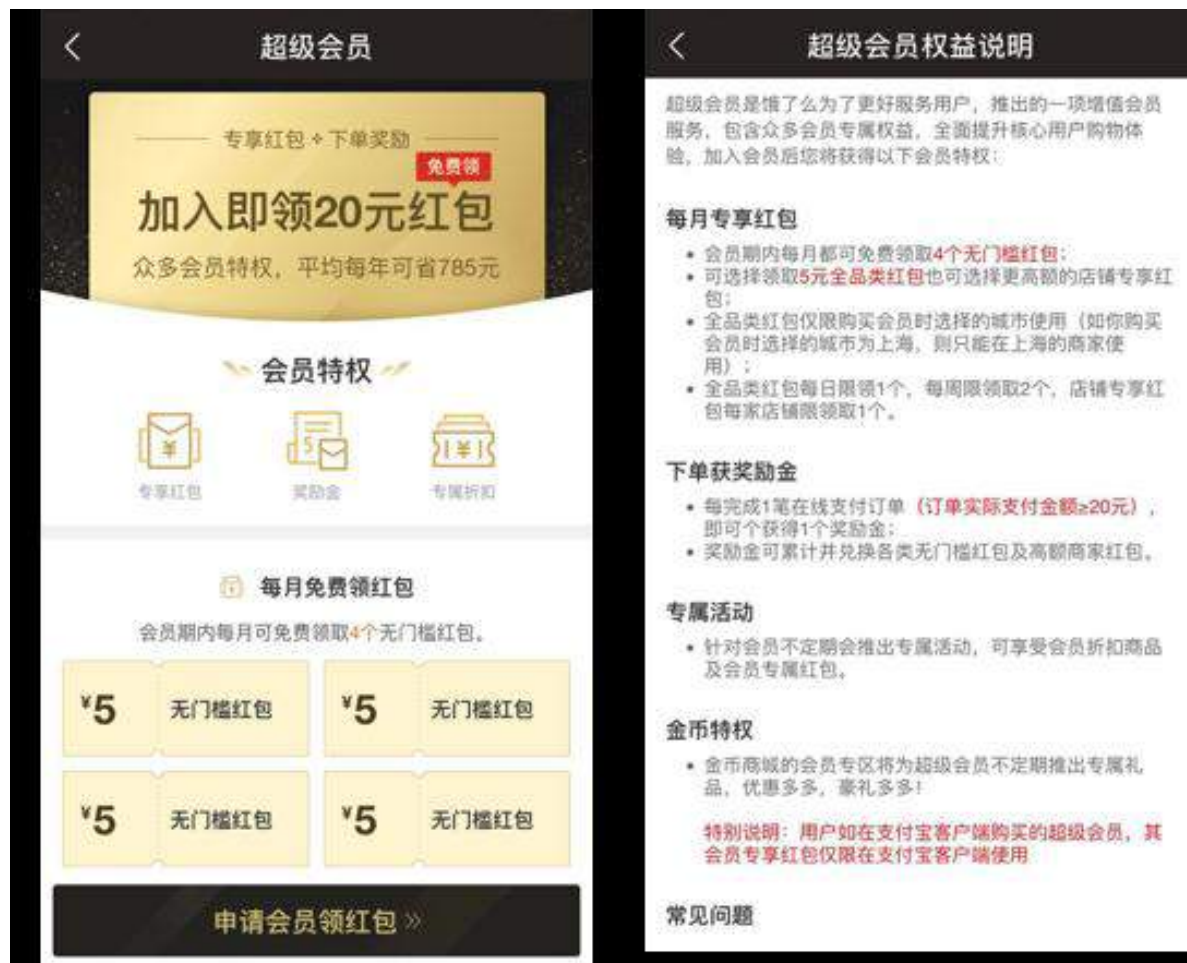 超级会员
专享红包 下单奖励
免费领
加入即领20元红包
众多会员特权，平均每年可省785元
会员特权
专享红包
奖励金
专属折扣
每月免费领红包
会员期内每月可免费领取4个无门槛红包。
¥5 无门槛红包
¥5 无门槛红包
¥5 无门槛红包
¥5 无门槛红包
申请会员领红包 »
超级会员权益说明
超级会员是饿了么为了更好服务用户，推出的一项增值会员
服务，包含众多会员专属权益，全面提升核心用户购物体
验，加入会员后您将获得以下会员特权：
每月专享红包
• 会员期内每月都可免费领取4个无门槛红包；
• 可选择领取5元全品类红包也可选择更高额的店铺专享红
包；
• 全品类红包仅限购买会员时选择的城市使用（如你购买
会员时选择的城市为上海，则只能在上海的商家使
用）；
• 全品类红包每日限领1个，每周限领取2个，店铺专享红
包每家店铺限领取1个。
下单获奖励金
• 每完成1笔在线支付订单（订单实际支付金额≥20元），
即可个获得1个奖励金；
• 奖励金可累计并兑换各类无门槛红包及高额商家红包。
专属活动
• 针对会员不定期会推出专属活动，可享受会员折扣商品
及会员专属红包。
金币特权
• 金币商城的会员专区将为超级会员不定期推出专属礼
品，优惠多多，豪礼多多！
特别说明：用户如在支付宝客户端购买的超级会员，其
会员专享红包仅限在支付宝客户端使用
常见问题